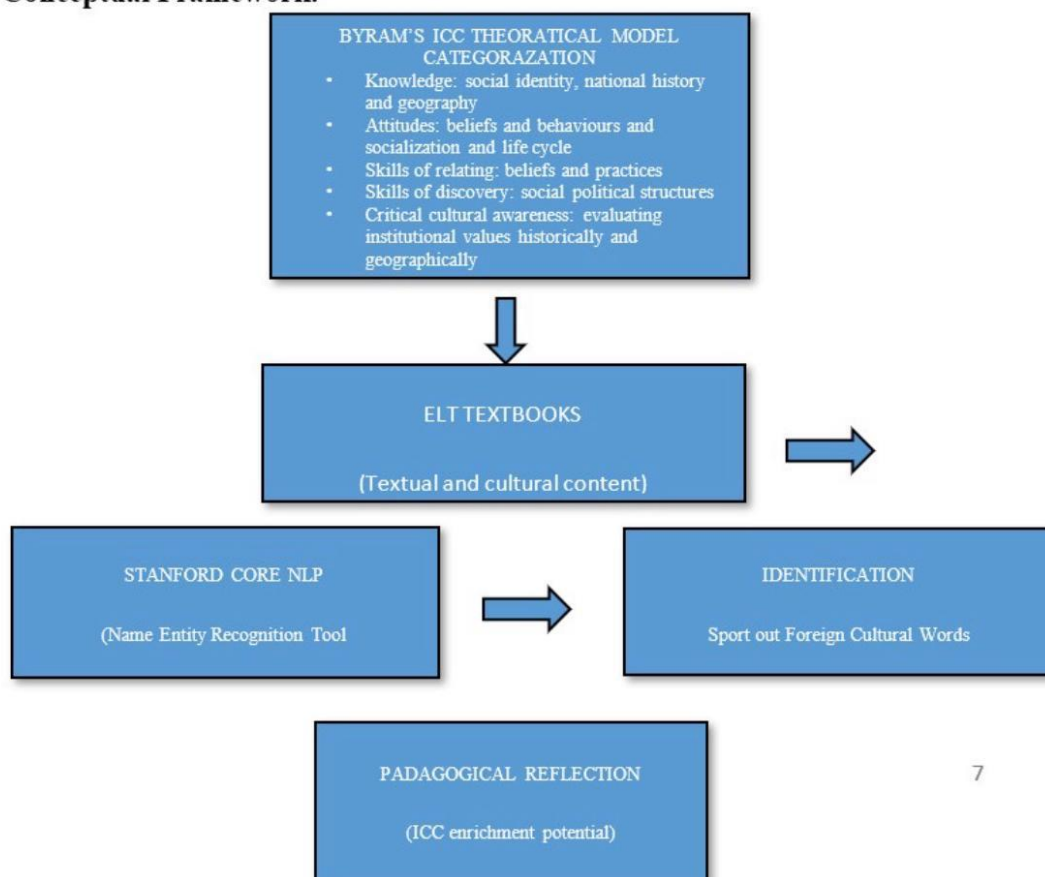 Conceptual Framework:
BYRAM'S ICC THEORATICAL MODEL
CATEGORAZATION
• Knowledge: social identity, national history
and geography
• Attitudes: beliefs and behaviours and
socialization and life cycle
• Skills of relating: beliefs and practices
• Skills of discovery: social political structures
• Critical cultural awareness: evaluating
institutional values historically and
geographically
ELT TEXTBOOKS
(Textual and cultural content)
STANFORD CORE NLP
(Name Entity Recognition Tool
IDENTIFICATION
Sport out Foreign Cultural Words
PADAGOGICAL REFLECTION
(ICC enrichment potential)
7